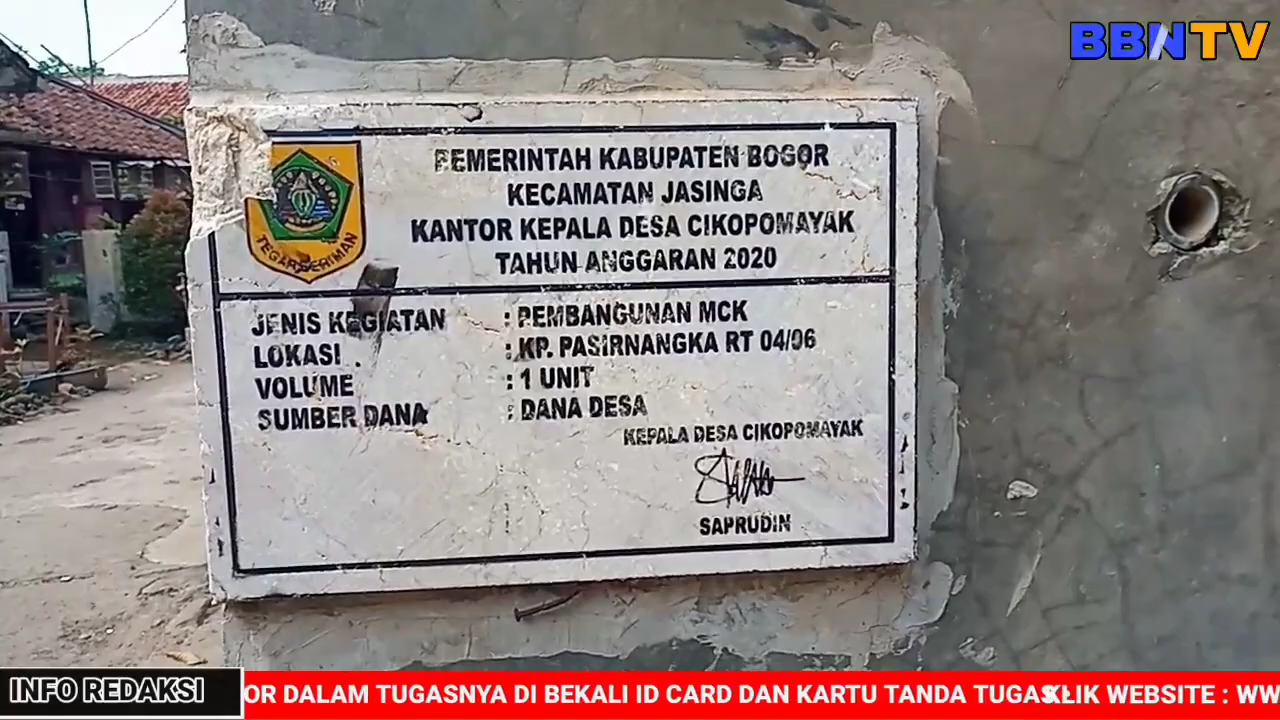 BBNTV
PEMERINTAH KABUPATEN BOGOR
KECAMATAN JASINGA
KANTOR KEPALA DESA CIKOPOMAYAK
TAHUN ANGGARAN 2020
TEGAR BERIMAN
JENIS KEGIATAN : PEMBANGUNAN MCK
LOKASI : KP. PASIRNANGKA RT 04/06
VOLUME : 1 UNIT
SUMBER DANA : DANA DESA
KEPALA DESA CIKOPOMAYAK
SAPRUDIN
INFO REDAKSI
OR DALAM TUGASNYA DI BEKALI ID CARD DAN KARTU TANDA TUGAS KLIK WEBSITE : WW